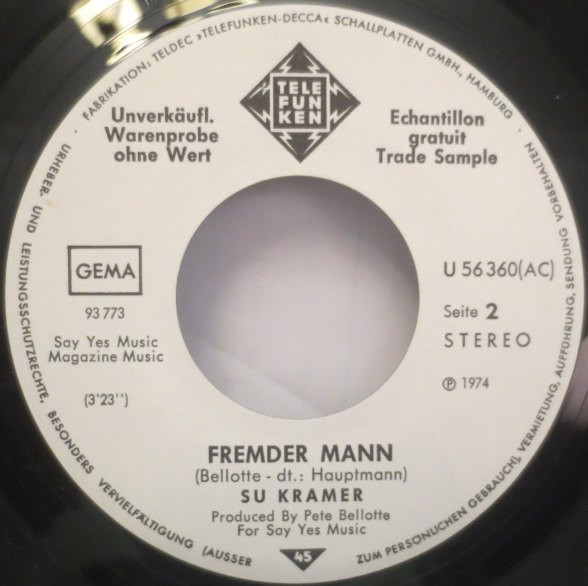 · FABRIKATION: TELDEC »TELEFUNKEN-DECCA« SCHALLPLATTEN GMBH., HAMBURG · URHEBER- UND LEISTUNGSSCHUTZRECHTE, BESONDERS VERVIELFÄLTIGUNG (AUSSER ZUM PERSÖNLICHEN GEBRAUCH), VERMIETUNG, AUFFÜHRUNG, SENDUNG VORBEHALTEN
TELE
FUN
KEN
Unverkäufl.
Warenprobe
ohne Wert
Echantillon
gratuit
Trade Sample
GEMA
93 773
Say Yes Music
Magazine Music
(3'23'')
U 56 360(AC)
Seite 2
STEREO
℗ 1974
FREMDER MANN
(Bellotte - dt.: Hauptmann)
SU KRAMER
Produced By Pete Bellotte
For Say Yes Music
45